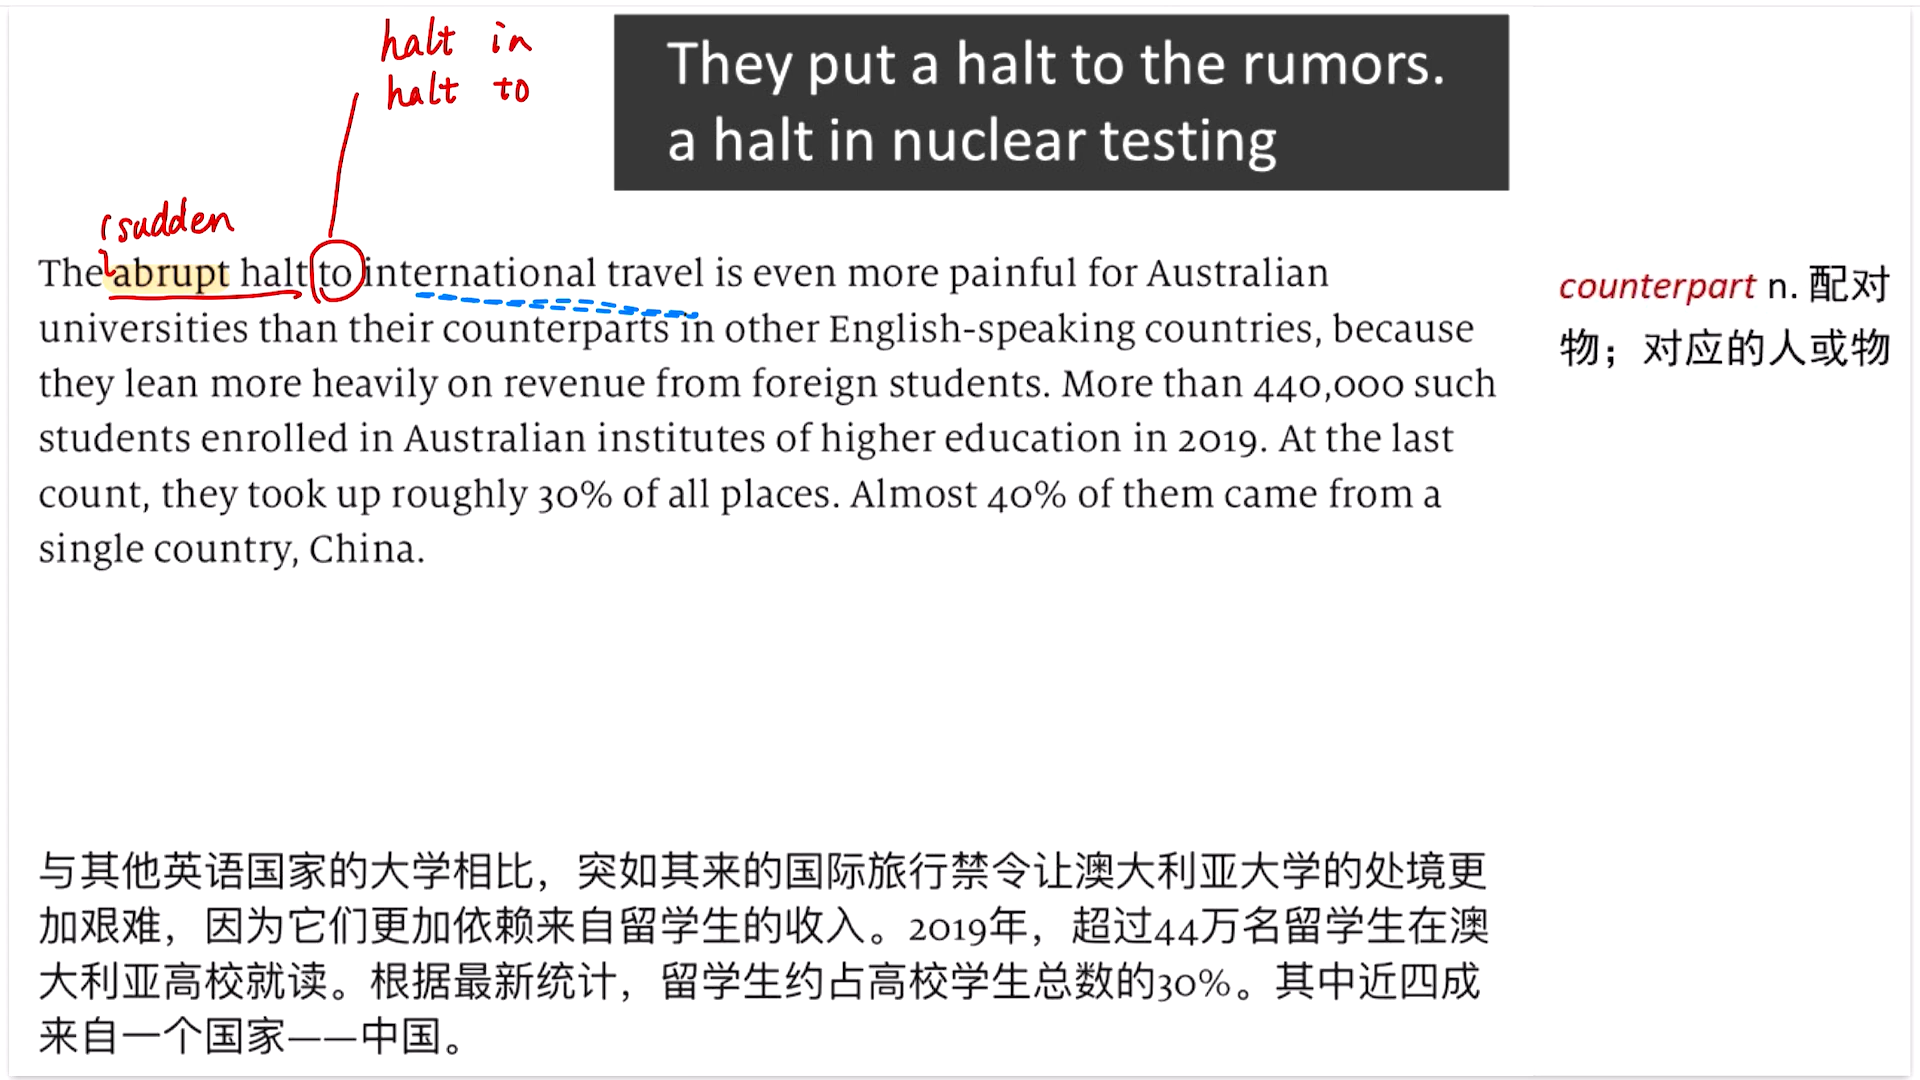 halt in
halt to
They put a halt to the rumors.
a halt in nuclear testing
sudden
The abrupt halt to international travel is even more painful for Australian
universities than their counterparts in other English-speaking countries, because
they lean more heavily on revenue from foreign students. More than 440,000 such
students enrolled in Australian institutes of higher education in 2019. At the last
count, they took up roughly 30% of all places. Almost 40% of them came from a
single country, China.
counterpart n. 配对
物；对应的人或物
与其他英语国家的大学相比，突如其来的国际旅行禁令让澳大利亚大学的处境更
加艰难，因为它们更加依赖来自留学生的收入。2019年，超过44万名留学生在澳
大利亚高校就读。根据最新统计，留学生约占高校学生总数的30%。其中近四成
来自一个国家——中国。